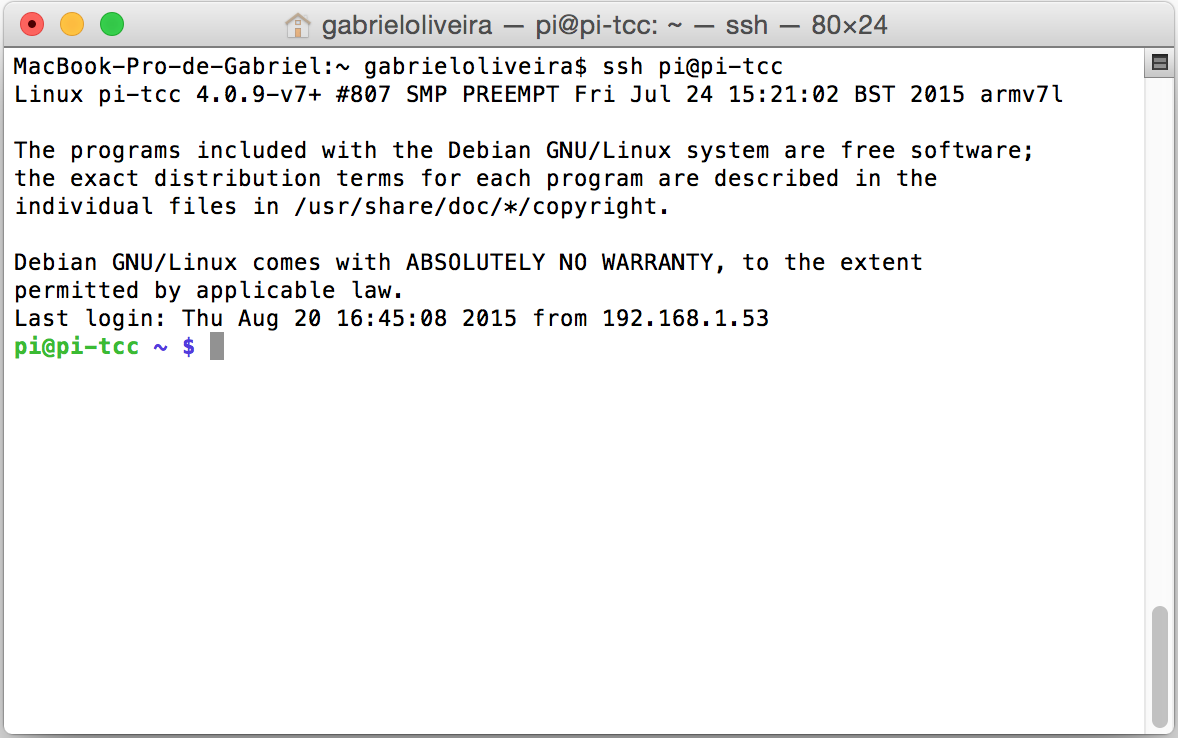 gabrieloliveira — pi@pi-tcc: ~ — ssh — 80×24
MacBook-Pro-de-Gabriel:~ gabrieloliveira$ ssh pi@pi-tcc
Linux pi-tcc 4.0.9-v7+ #807 SMP PREEMPT Fri Jul 24 15:21:02 BST 2015 armv7l
The programs included with the Debian GNU/Linux system are free software;
the exact distribution terms for each program are described in the
individual files in /usr/share/doc/*/copyright.
Debian GNU/Linux comes with ABSOLUTELY NO WARRANTY, to the extent
permitted by applicable law.
Last login: Thu Aug 20 16:45:08 2015 from 192.168.1.53
pi@pi-tcc ~ $